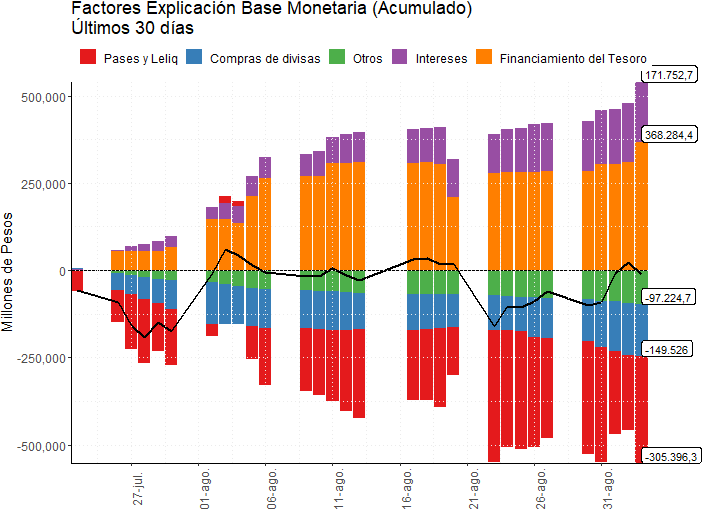 Factores Explicación Base Monetaria (Acumulado)
Últimos 30 días
Pases y Leliq
Compras de divisas
Otros
Intereses
Financiamiento del Tesoro
Millones de Pesos
500,000
250,000
0
-250,000
-500,000
171.752,7
368.284,4
-97.224,7
-149.526
-305.396,3
27-jul.
01-ago.
06-ago.
11-ago.
16-ago.
21-ago.
26-ago.
31-ago.